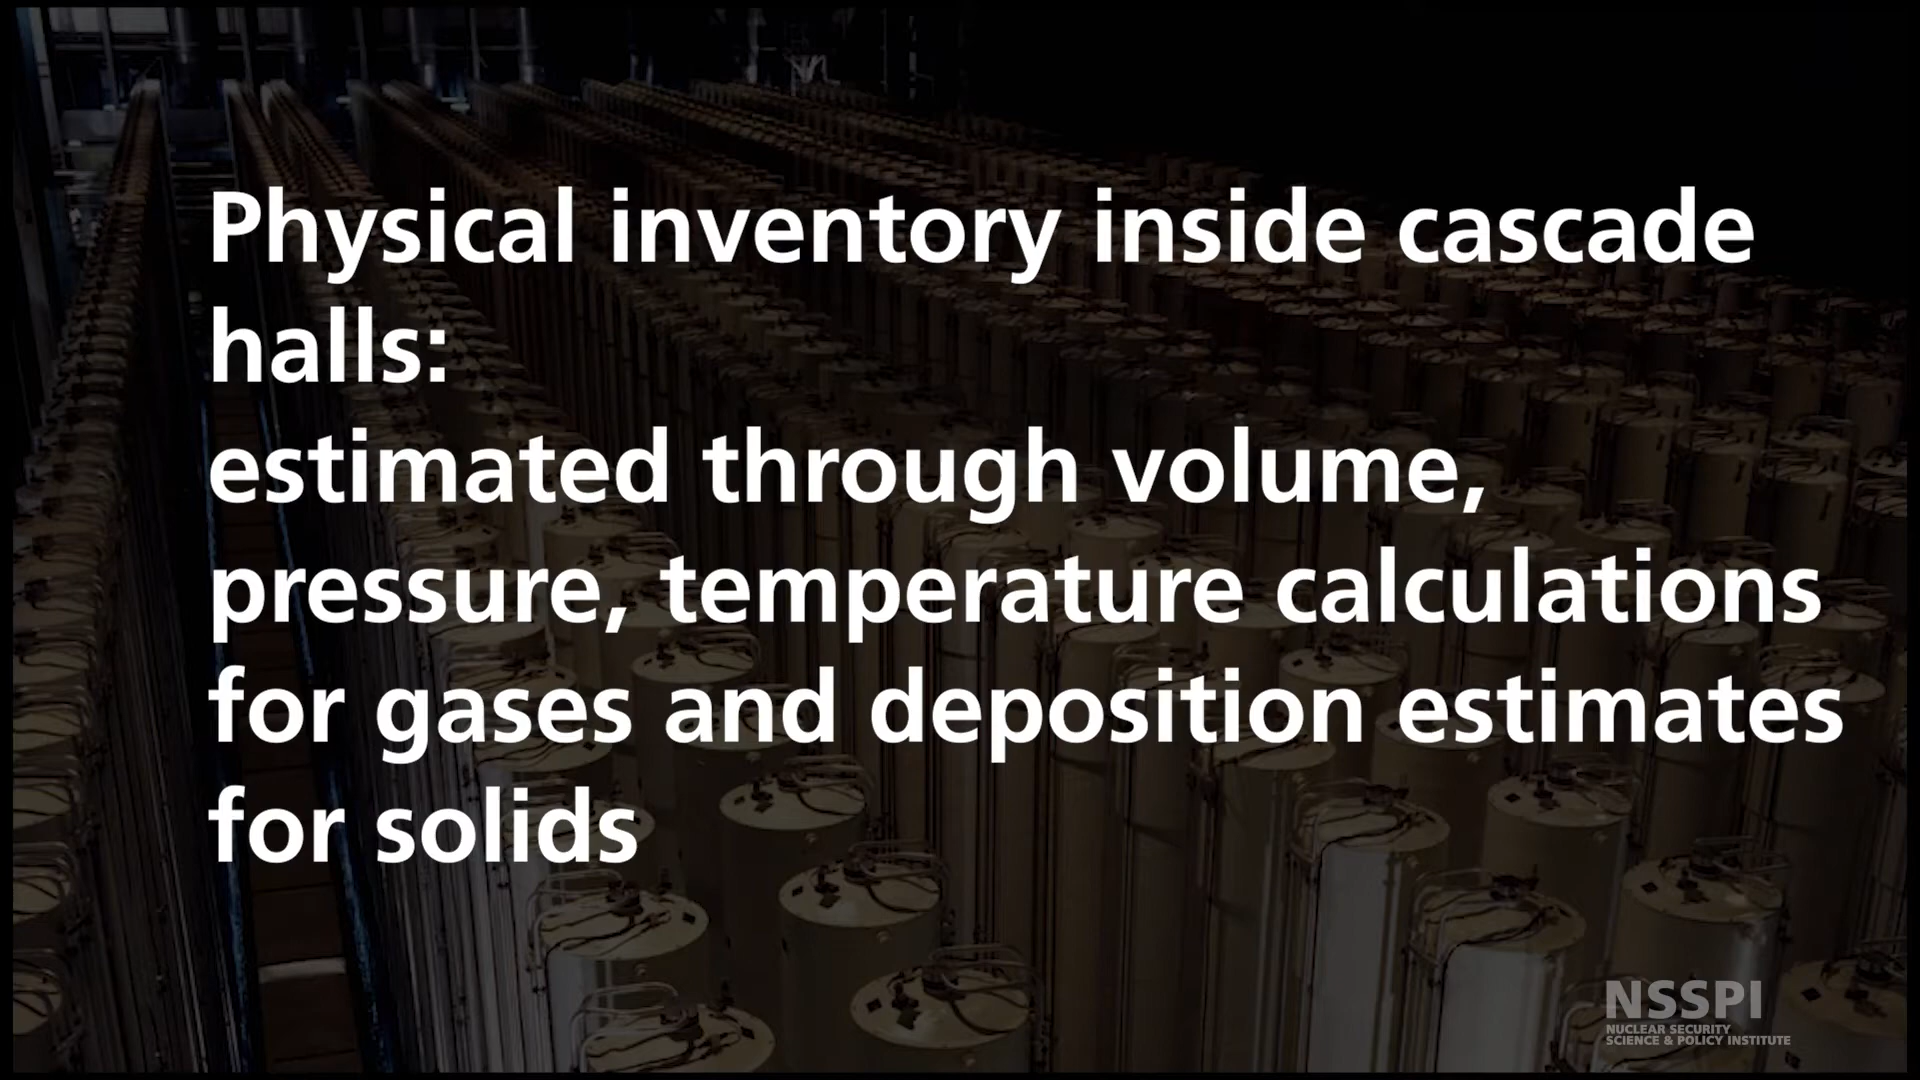 Physical inventory inside cascade
halls:
estimated through volume,
pressure, temperature calculations
for gases and deposition estimates
for solids
NSSPI
NUCLEAR SECURITY
SCIENCE & POLICY INSTITUTE